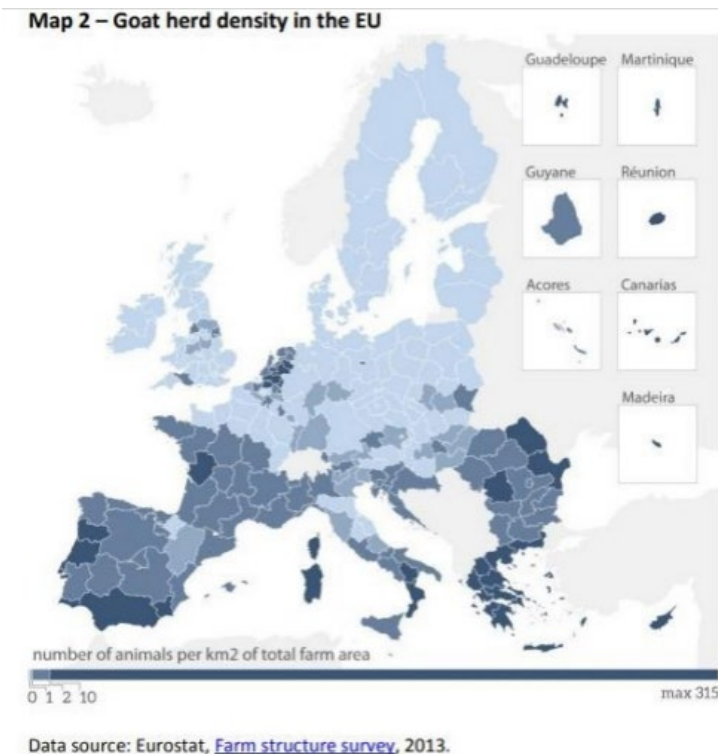 Map 2 – Goat herd density in the EU
Guadeloupe Martinique
Guyane Réunion
Acores Canarias
Madeira
number of animals per km2 of total farm area
0 1 2 10 max 315
Data source: Eurostat, Farm structure survey, 2013.